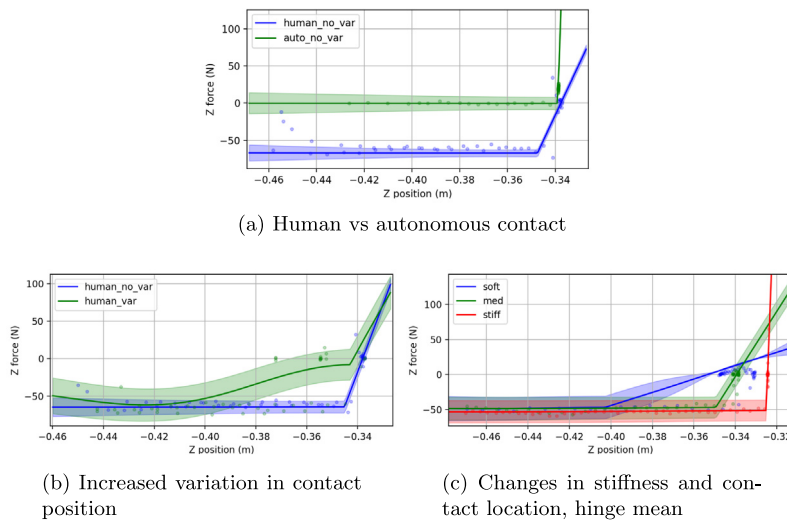 human_no_var
auto_no_var
Z force (N)
100
50
0
−50
−0.46 −0.44 −0.42 −0.40 −0.38 −0.36 −0.34
Z position (m)
(a) Human vs autonomous contact
human_no_var
human_var
Z force (N)
100
50
0
−50
−0.46 −0.44 −0.42 −0.40 −0.38 −0.36 −0.34
Z position (m)
(b) Increased variation in contact
position
soft
med
stiff
Z force (N)
100
50
0
−50
−0.46 −0.44 −0.42 −0.40 −0.38 −0.36 −0.34 −0.32
Z position (m)
(c) Changes in stiffness and con-
tact location, hinge mean